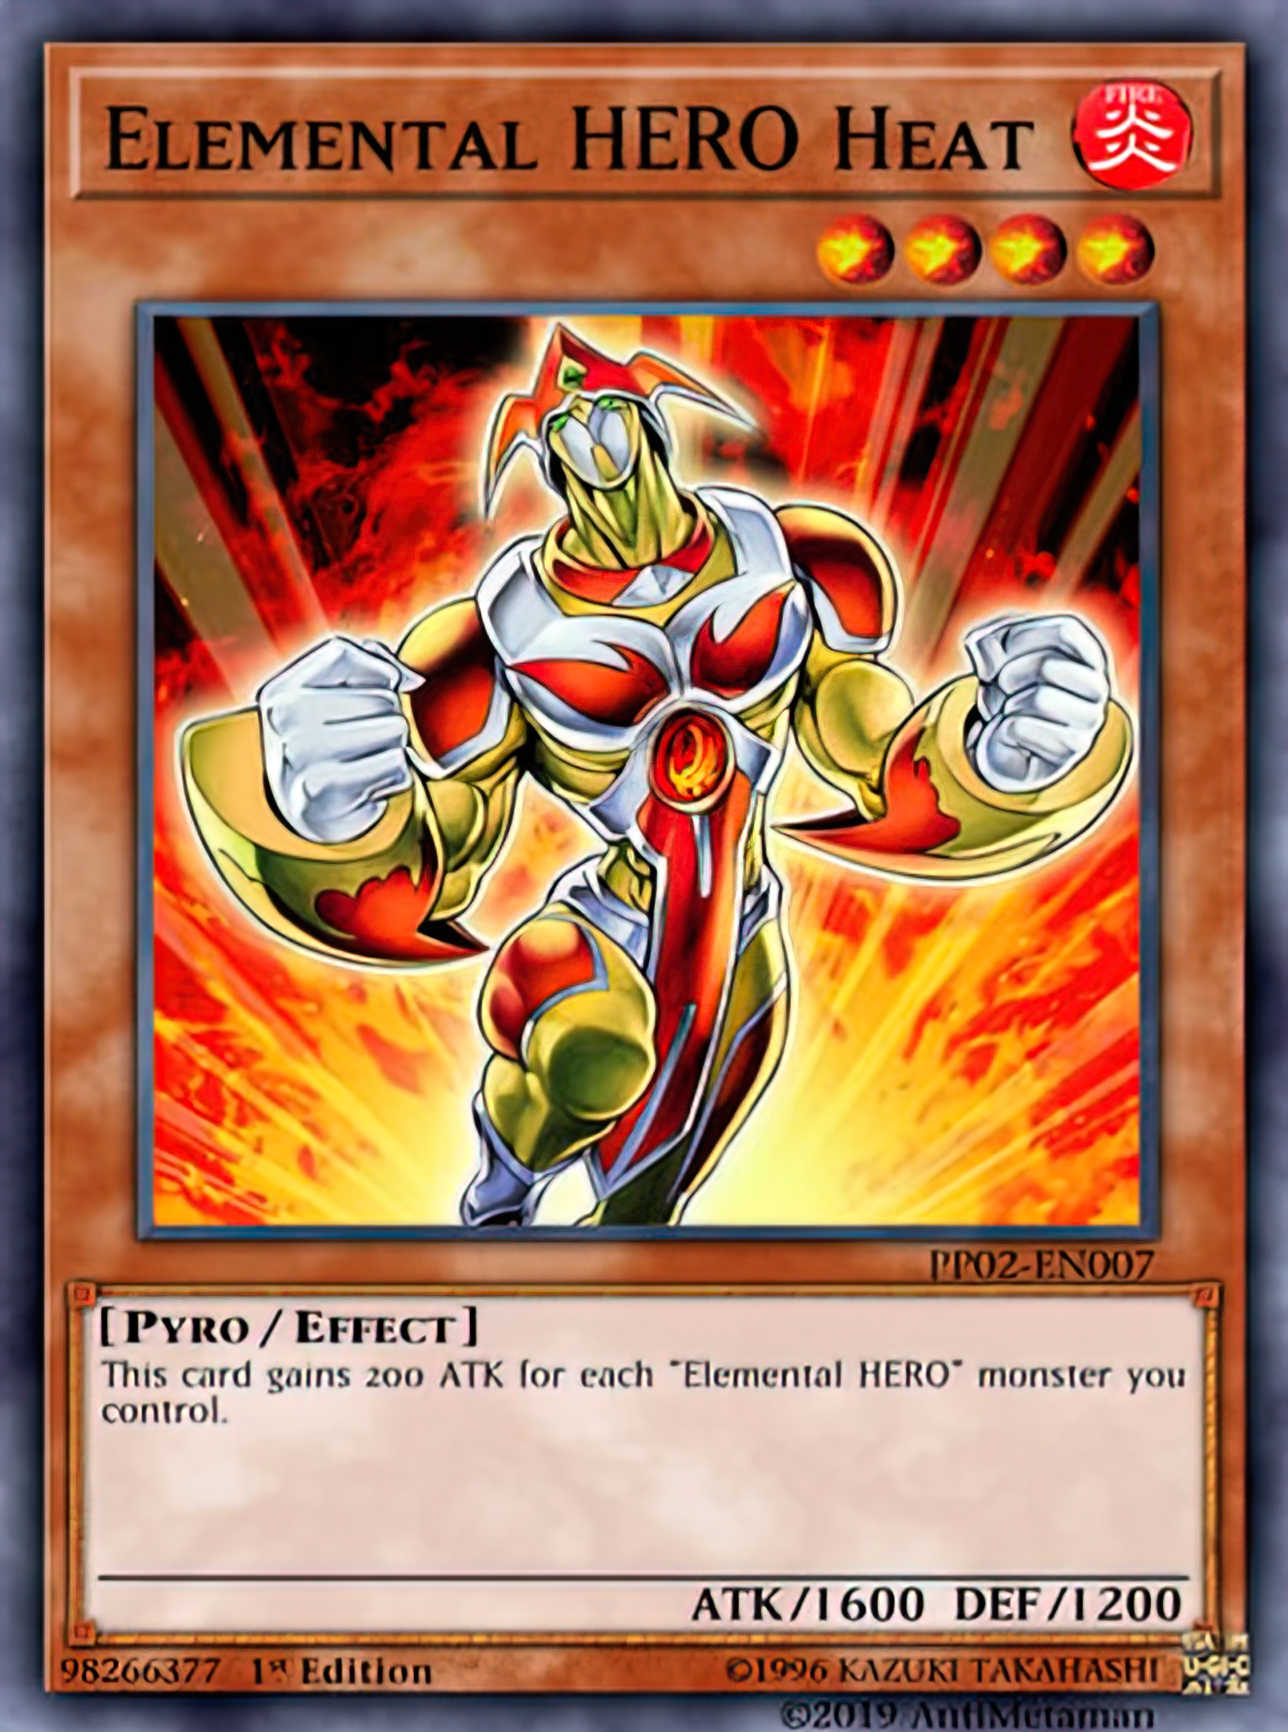 ELEMENTAL HERO HEAT
FIRE
炎
PP02-EN007
[PYRO / EFFECT]
This card gains 200 ATK for each "Elemental HERO" monster you
control.
ATK/1600 DEF/1200
98266377 1st Edition ©1996 KAZUKI TAKAHASHI
©2019 AntiMetaman